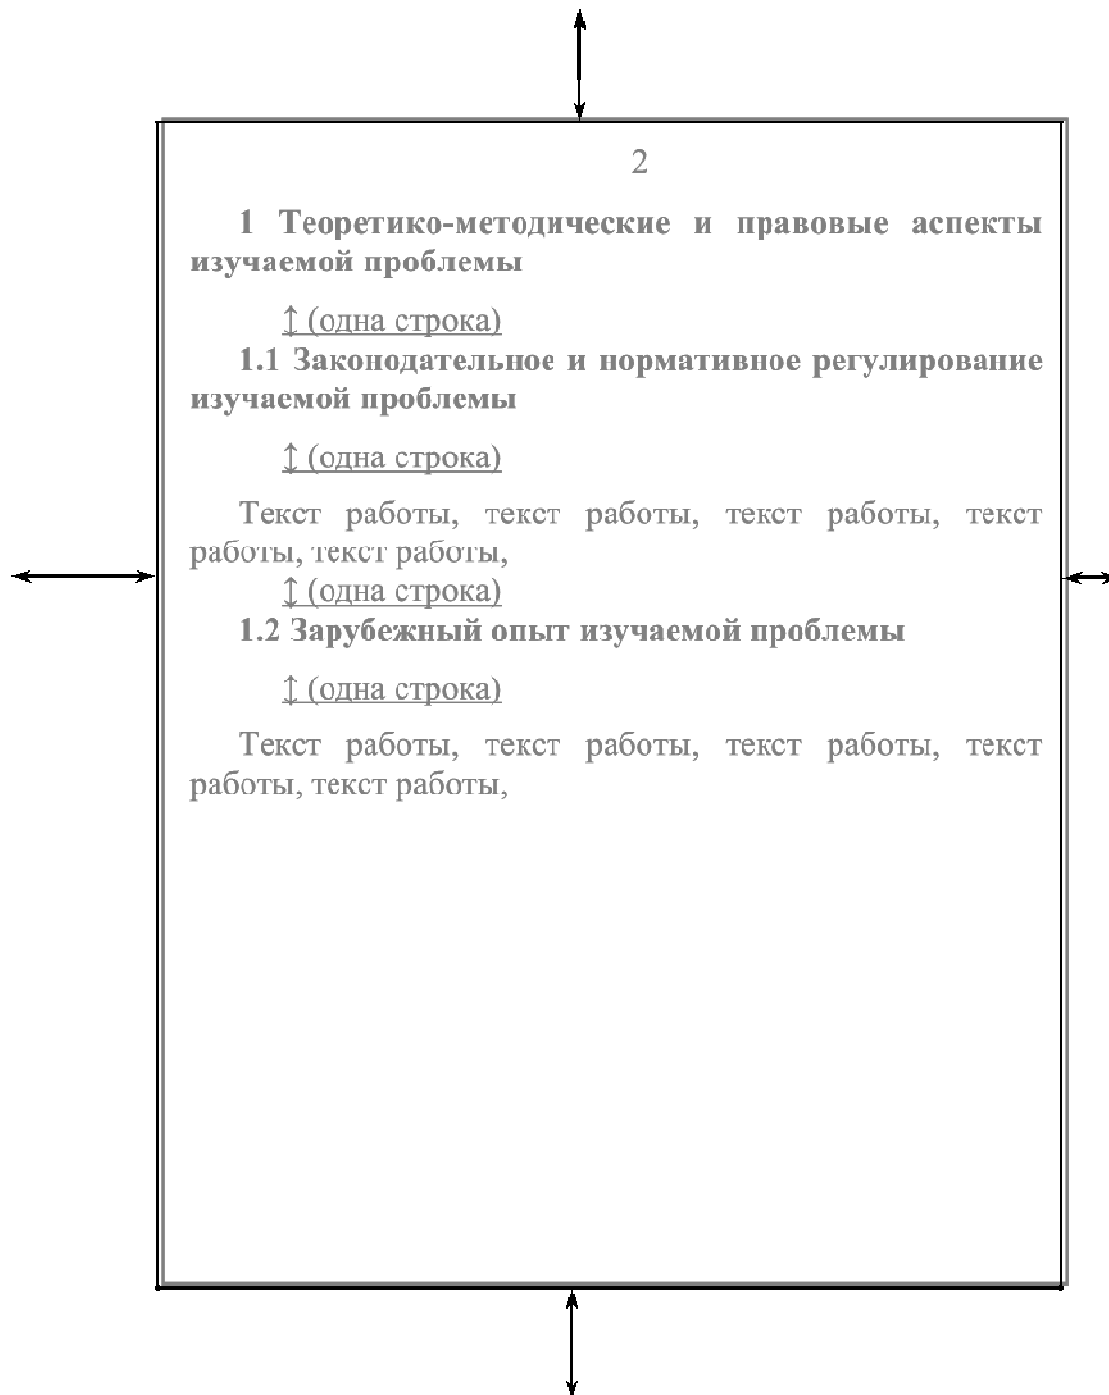 2
1 Теоретико-методические и правовые аспекты
изучаемой проблемы
↕ (одна строка)
1.1 Законодательное и нормативное регулирование
изучаемой проблемы
↕ (одна строка)
Текст работы, текст работы, текст работы, текст
работы, текст работы,
↕ (одна строка)
1.2 Зарубежный опыт изучаемой проблемы
↕ (одна строка)
Текст работы, текст работы, текст работы, текст
работы, текст работы,